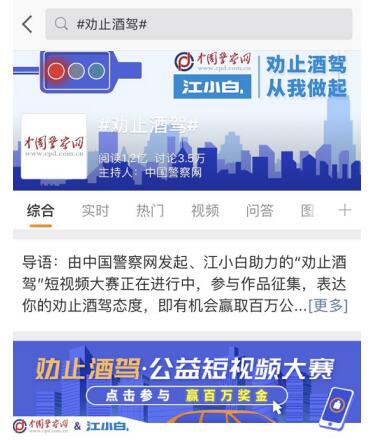 #劝止酒驾#
中国警察网
www.cpd.com.cn
江小白
劝止酒驾
从我做起
中国警察网
www.cpd.com.cn
#劝止酒驾#
阅读1.2亿 讨论3.5万
主持人：中国警察网
综合 实时 热门 视频 问答 图
导语：由中国警察网发起、江小白助力的“劝止酒
驾”短视频大赛正在进行中，参与作品征集，表达
你的劝止酒驾态度，即有机会赢取百万公...[更多]
劝止酒驾·公益短视频大赛
点击参与 赢百万奖金
中国警察网 & 江小白